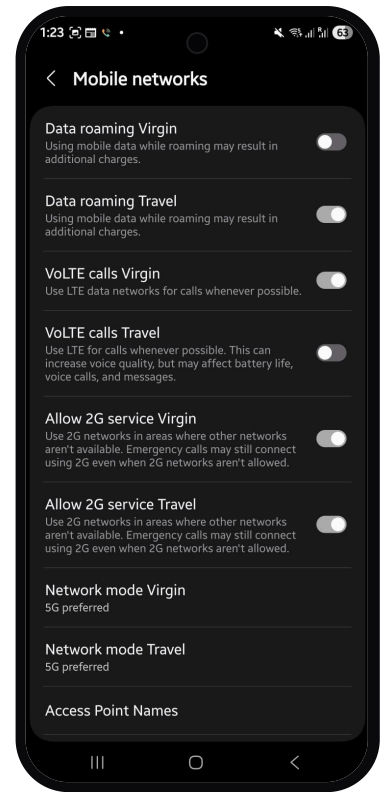 1:23
63
Mobile networks
Data roaming Virgin
Using mobile data while roaming may result in
additional charges.
Data roaming Travel
Using mobile data while roaming may result in
additional charges.
VoLTE calls Virgin
Use LTE data networks for calls whenever possible.
VoLTE calls Travel
Use LTE for calls whenever possible. This can
increase voice quality, but may affect battery life,
voice calls, and messages.
Allow 2G service Virgin
Use 2G networks in areas where other networks
aren't available. Emergency calls may still connect
using 2G even when 2G networks aren't allowed.
Allow 2G service Travel
Use 2G networks in areas where other networks
aren't available. Emergency calls may still connect
using 2G even when 2G networks aren't allowed.
Network mode Virgin
5G preferred
Network mode Travel
5G preferred
Access Point Names